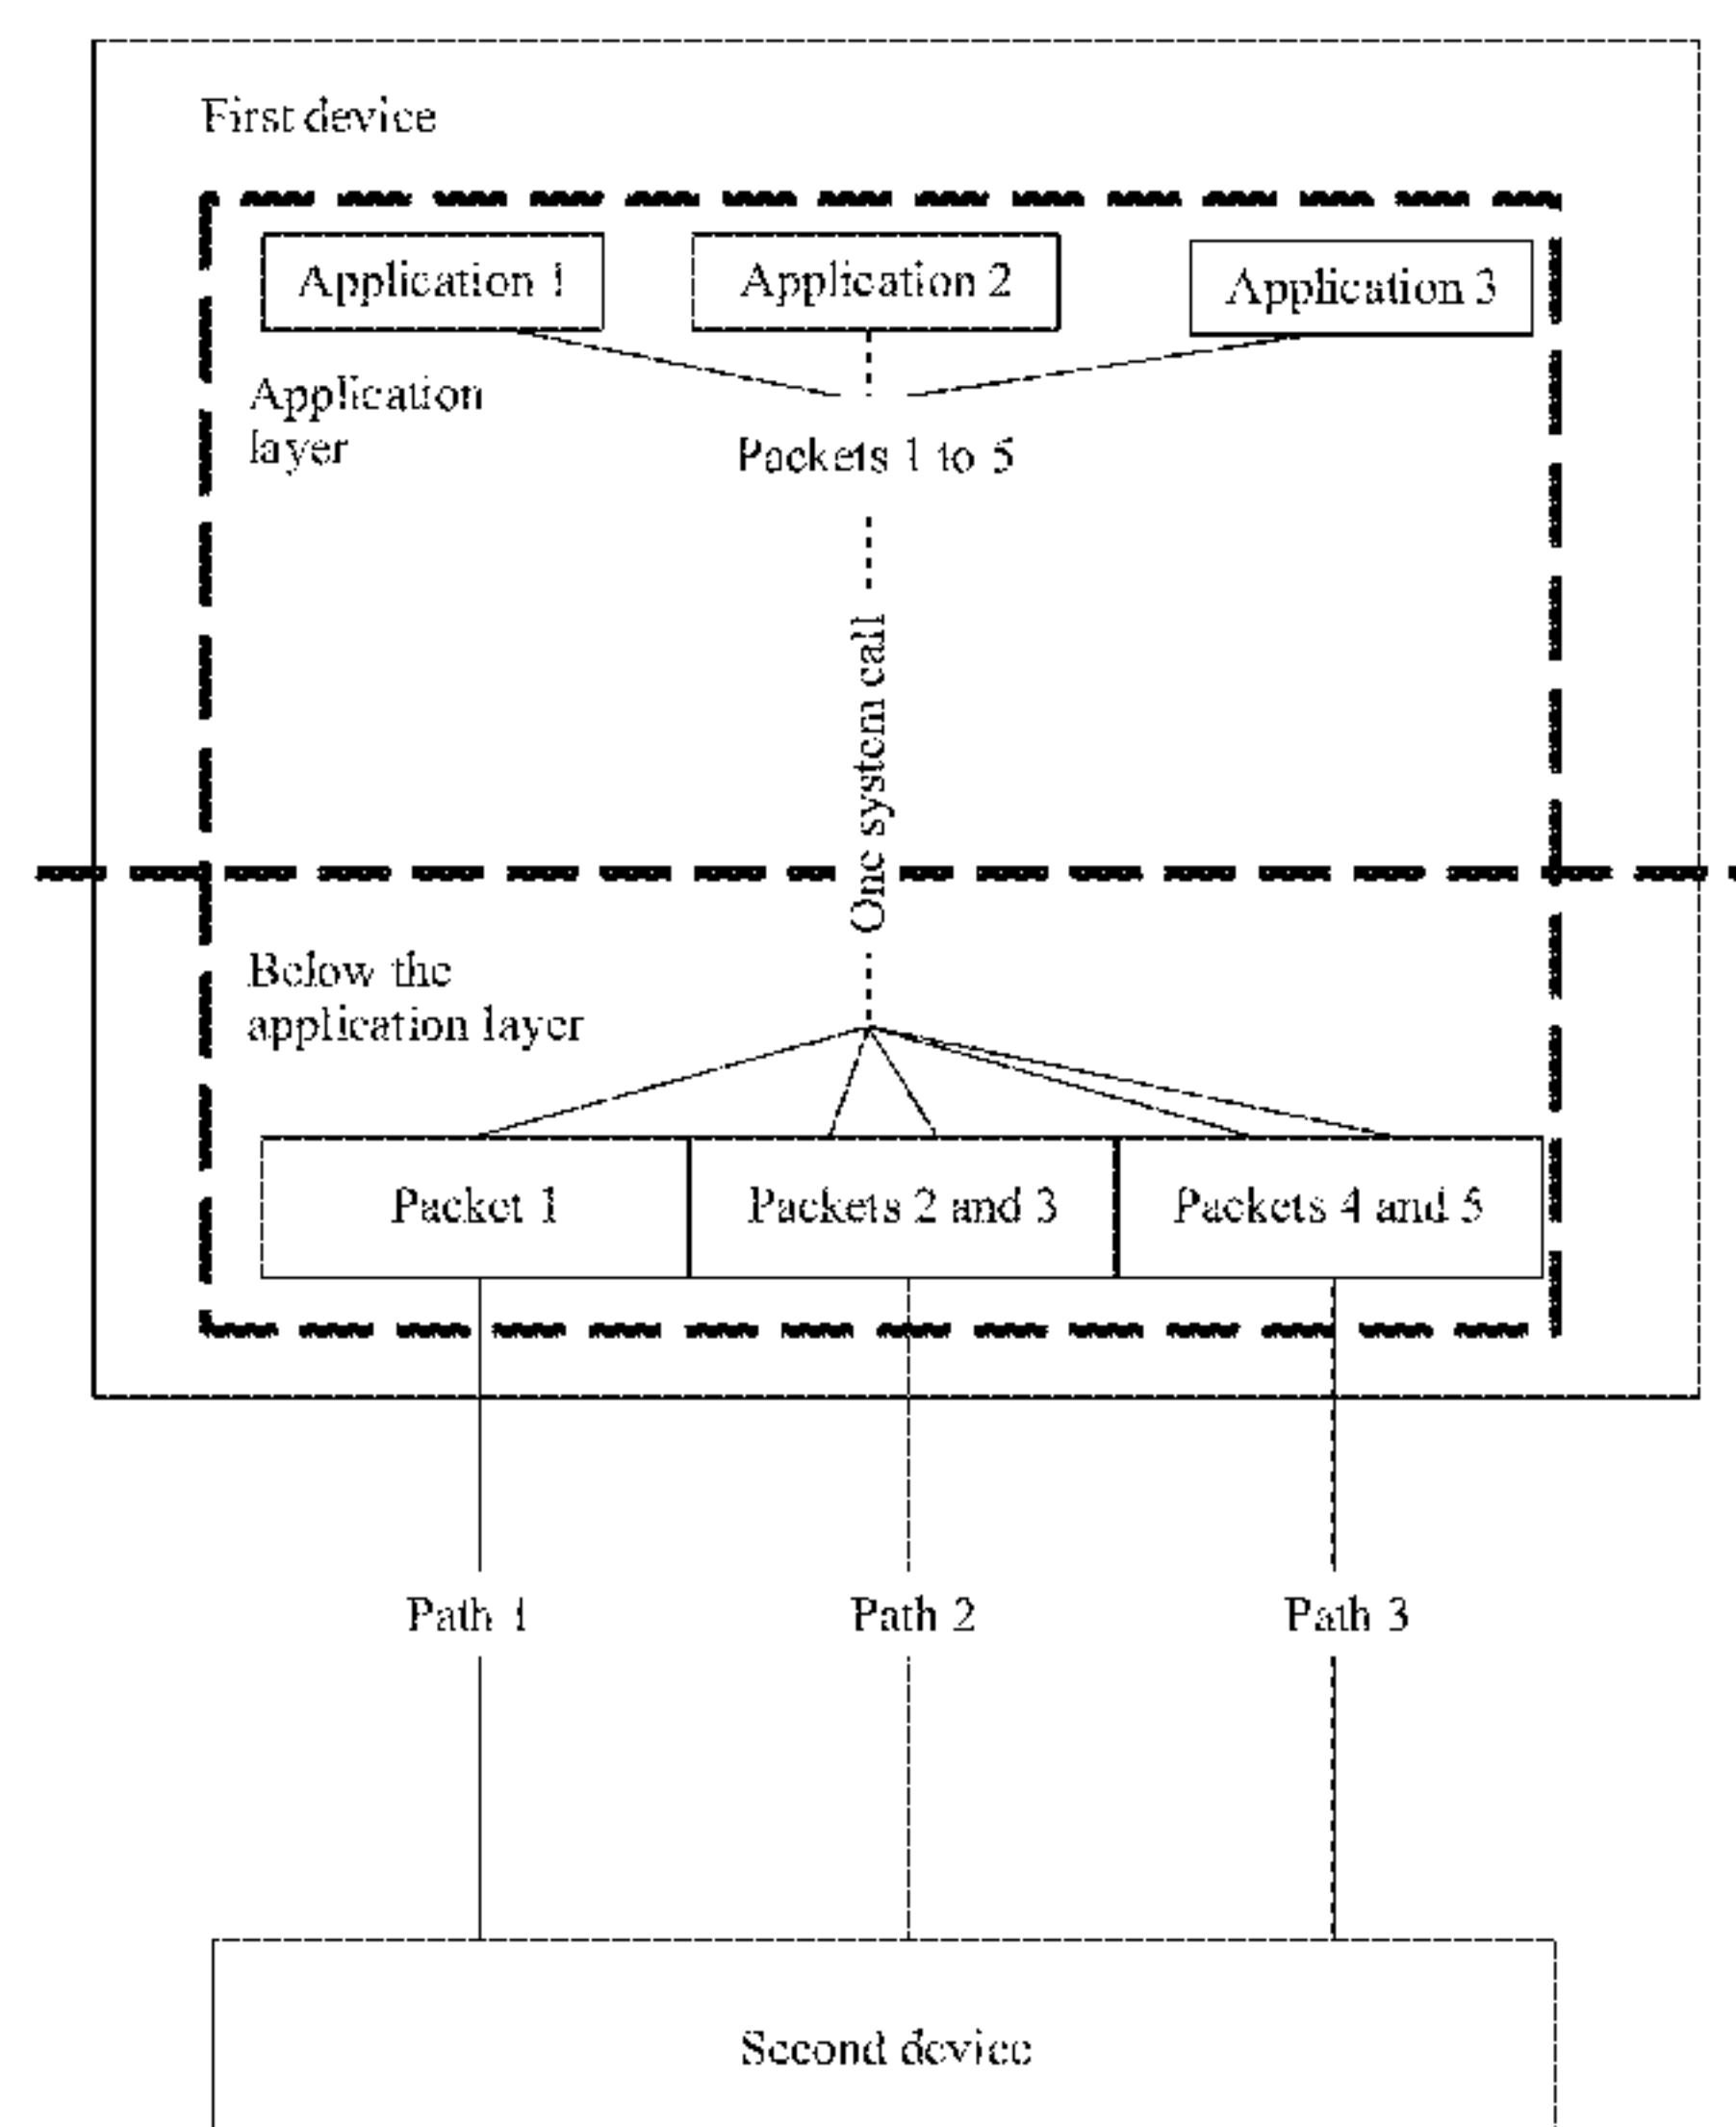 First device
Application 1
Application 2
Application 3
Application
layer
Packets 1 to 5
One system call
Below the
application layer
Packet 1
Packets 2 and 3
Packets 4 and 5
Path 1
Path 2
Path 3
Second device